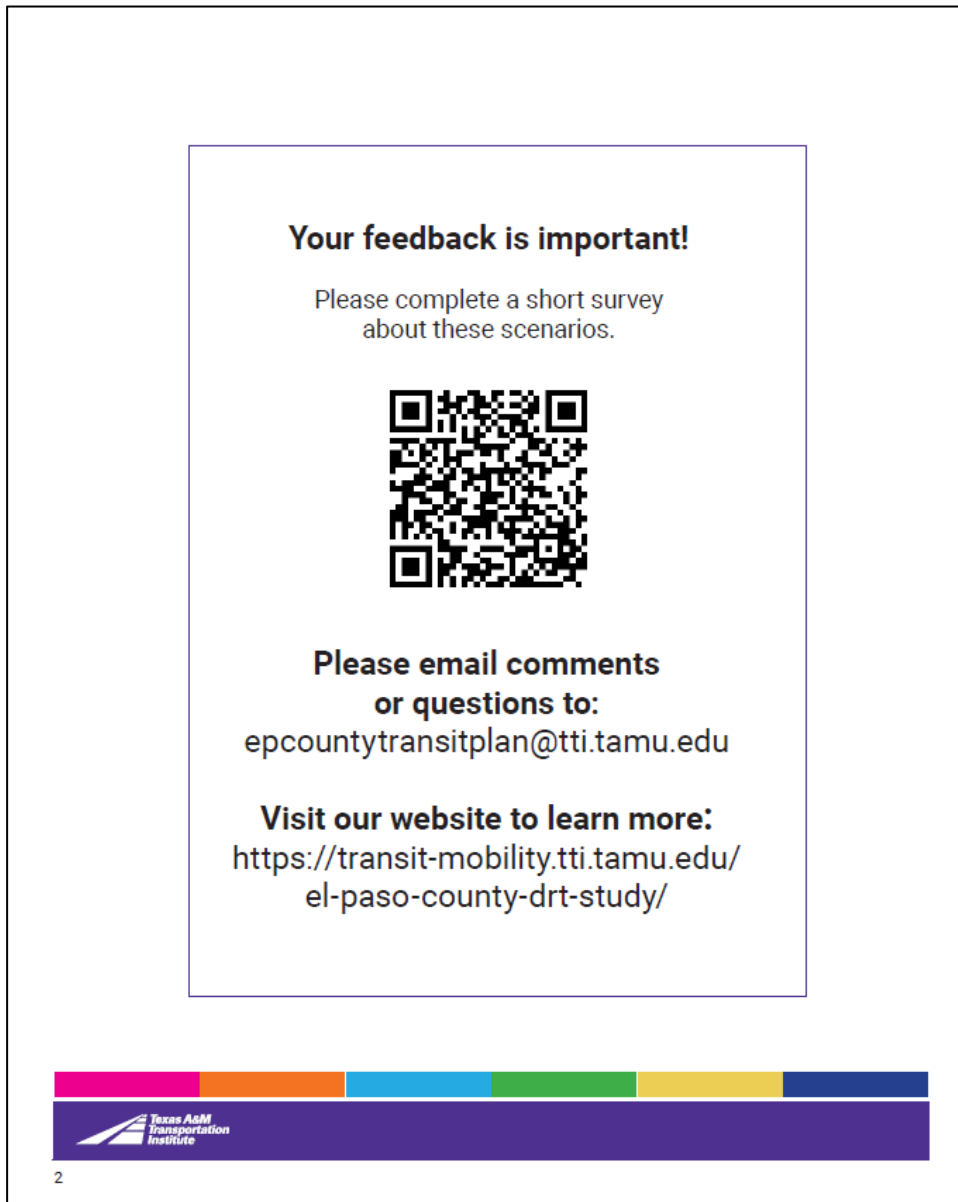 Your feedback is important!
Please complete a short survey
about these scenarios.
Please email comments
or questions to:
epcountytransitplan@tti.tamu.edu
Visit our website to learn more:
https://transit-mobility.tti.tamu.edu/
el-paso-county-drt-study/
Texas A&M
Transportation
Institute
2